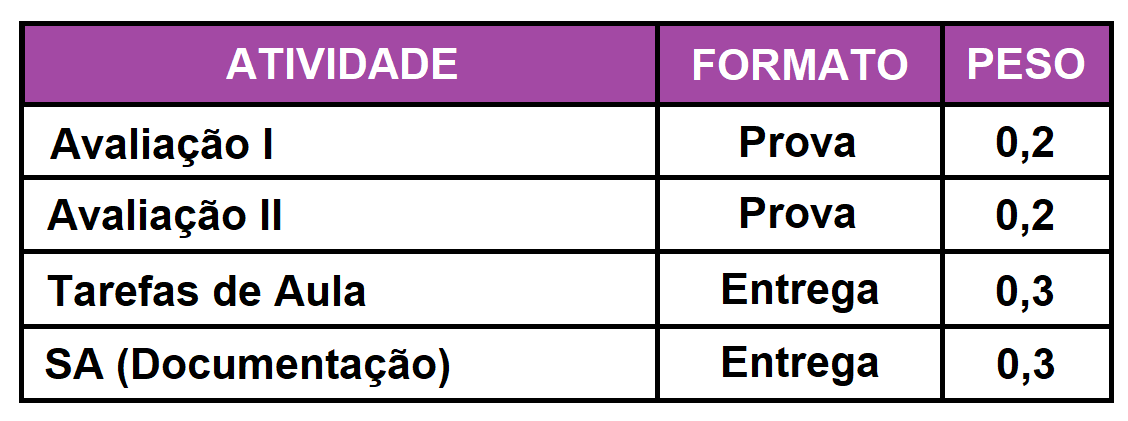 ATIVIDADE FORMATO PESO
Avaliação I Prova 0,2
Avaliação II Prova 0,2
Tarefas de Aula Entrega 0,3
SA (Documentação) Entrega 0,3